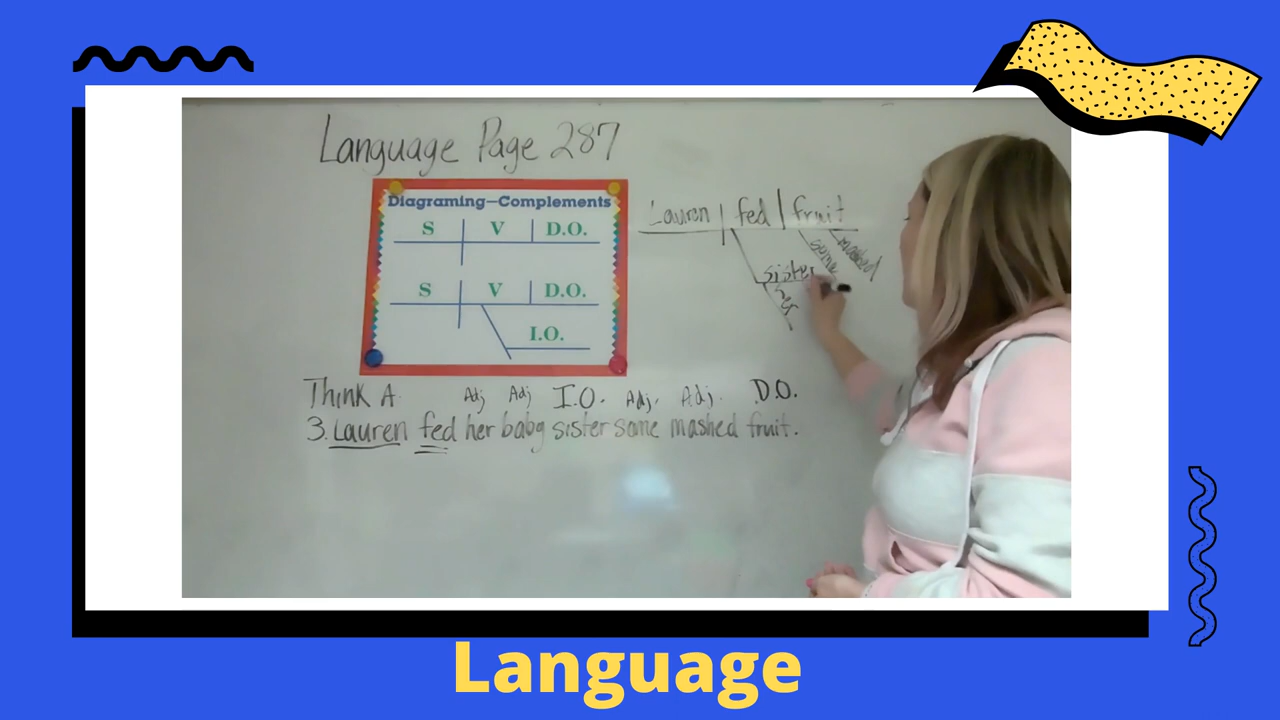 Language Page 287
Diagraming—Complements
S V D.O.
S V D.O.
I.O.
Lauren fed fruit
some mashed
sister
her
Think A. Adj Adj I.O. Adj. Adj. D.O.
3. Lauren fed her baby sister some mashed fruit.
Language